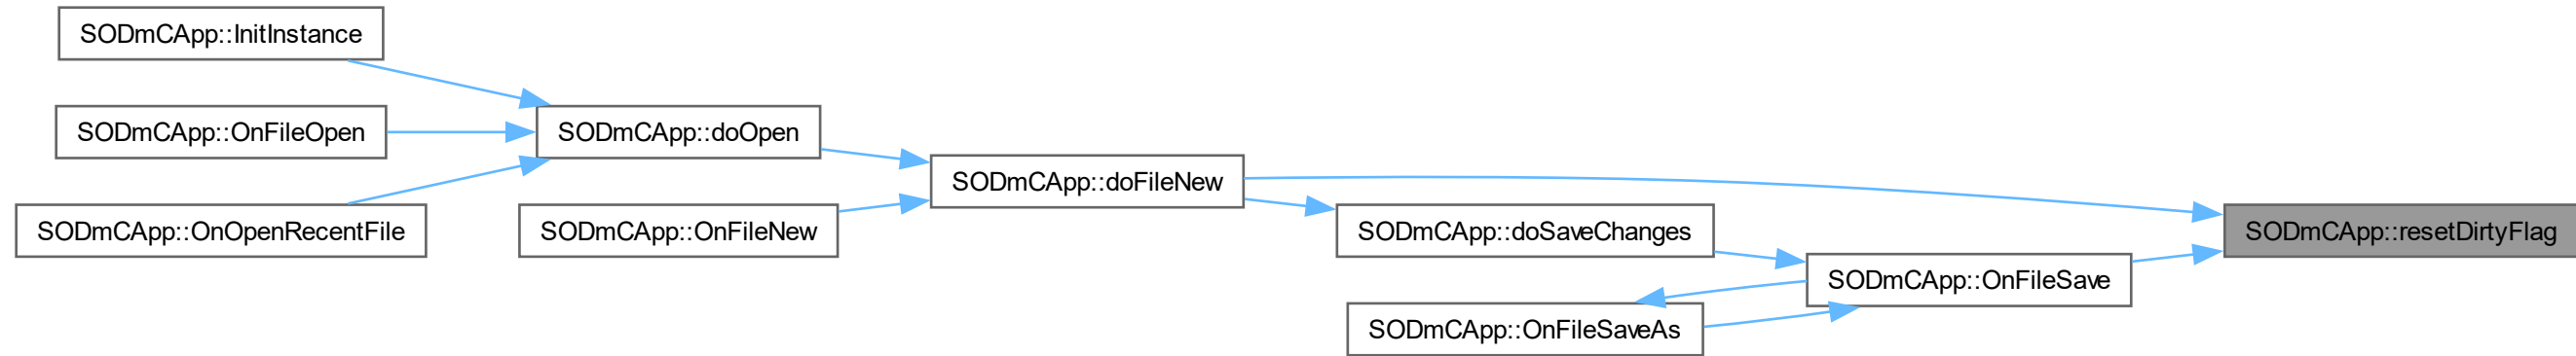 SODmCApp::InitInstance
SODmCApp::OnFileOpen
SODmCApp::doOpen
SODmCApp::OnOpenRecentFile
SODmCApp::OnFileNew
SODmCApp::doFileNew
SODmCApp::doSaveChanges
SODmCApp::OnFileSaveAs
SODmCApp::OnFileSave
SODmCApp::resetDirtyFlag